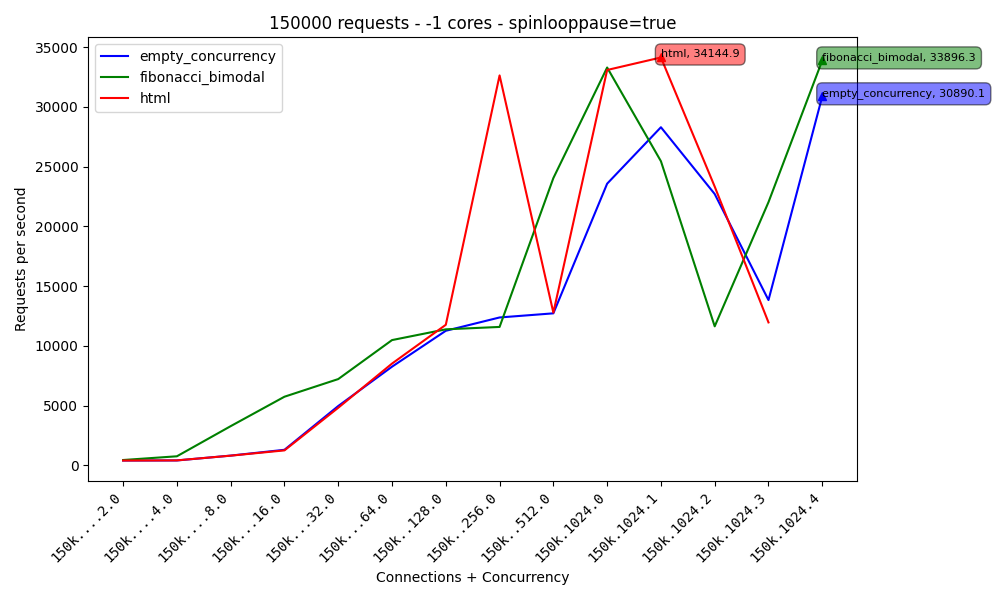 150000 requests - -1 cores - spinlooppause=true
empty_concurrency
fibonacci_bimodal
html
html, 34144.9
fibonacci_bimodal, 33896.3
empty_concurrency, 30890.1
Requests per second
35000
30000
25000
20000
15000
10000
5000
0
150k....2.0
150k....4.0
150k....8.0
150k...16.0
150k...32.0
150k...64.0
150k..128.0
150k..256.0
150k..512.0
150k.1024.0
150k.1024.1
150k.1024.2
150k.1024.3
150k.1024.4
Connections + Concurrency